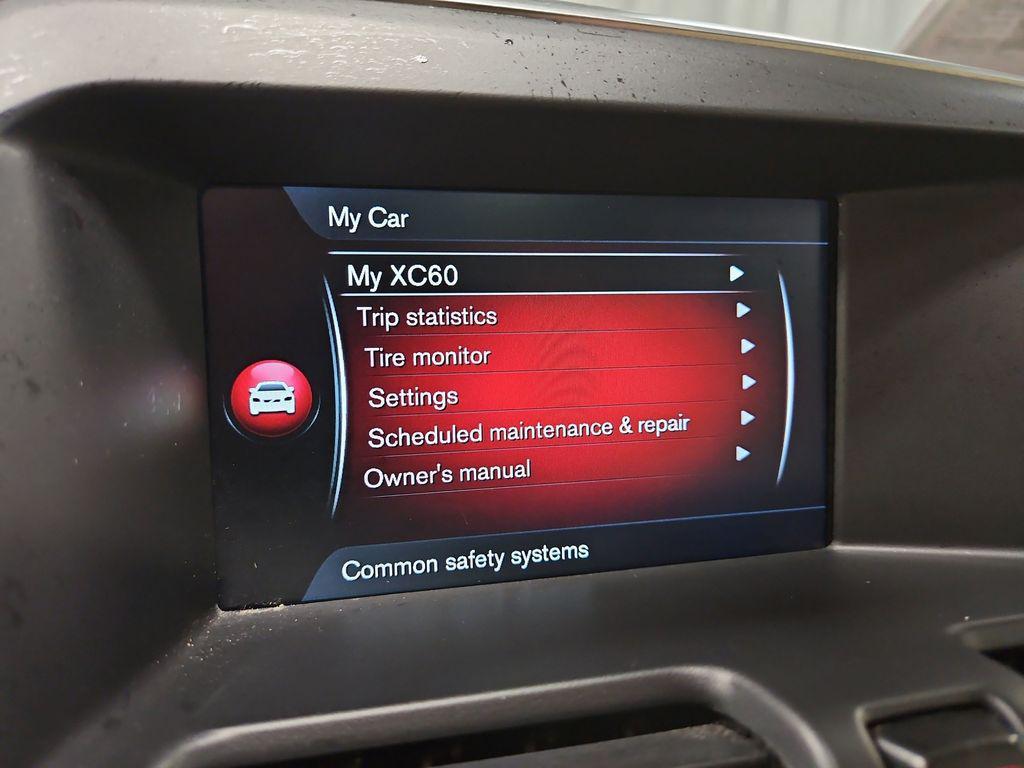 My Car
My XC60
Trip statistics
Tire monitor
Settings
Scheduled maintenance & repair
Owner's manual
Common safety systems